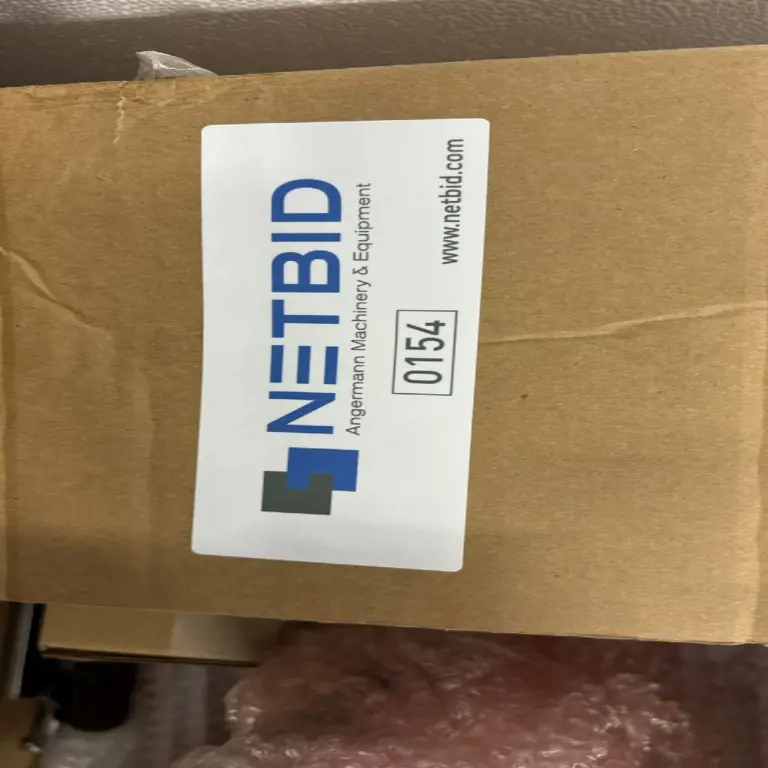 NETBID
Angermann Machinery & Equipment
0154
www.netbid.com